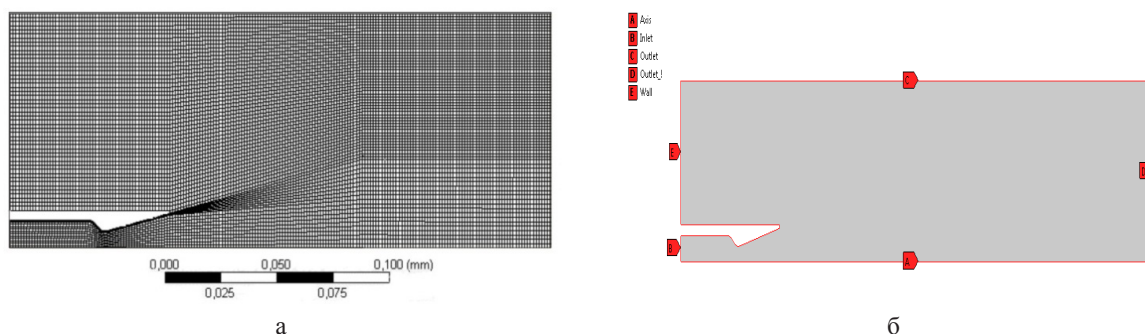 A Axis
B Inlet
C Outlet
D Outlet_!
E Wall
C
E
D
B
A
0,000 0,050 0,100 (mm)
0,025 0,075
а б